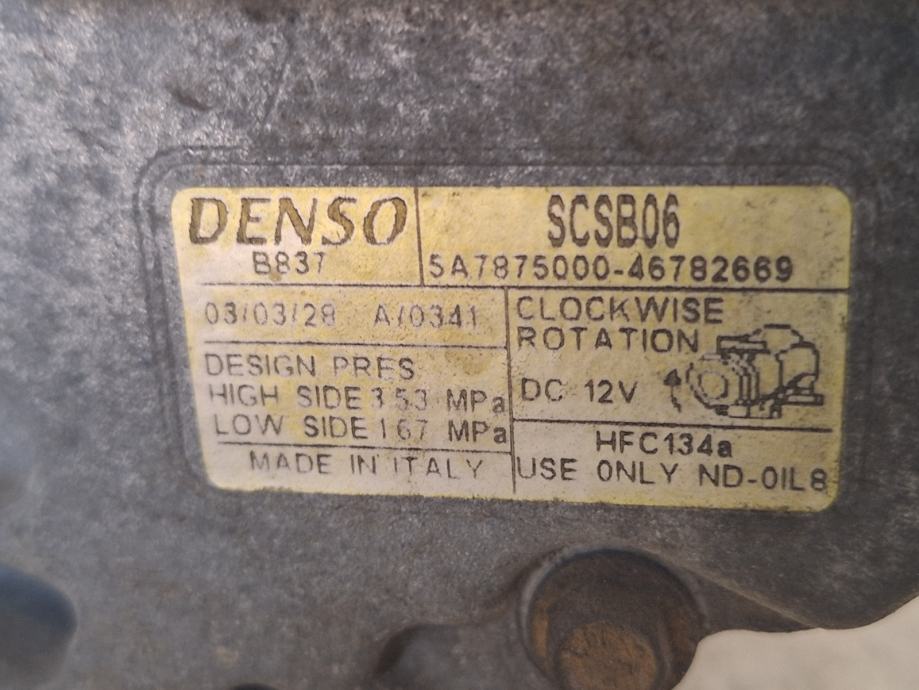 DENSO
B837
SCSB06
5A7875000-46782669
03/03/28 A/0341
DESIGN PRES
HIGH SIDE 3.53 MPa
LOW SIDE 1.67 MPa
MADE IN ITALY
CLOCKWISE
ROTATION
DC 12V
HFC134a
USE ONLY ND-OIL8